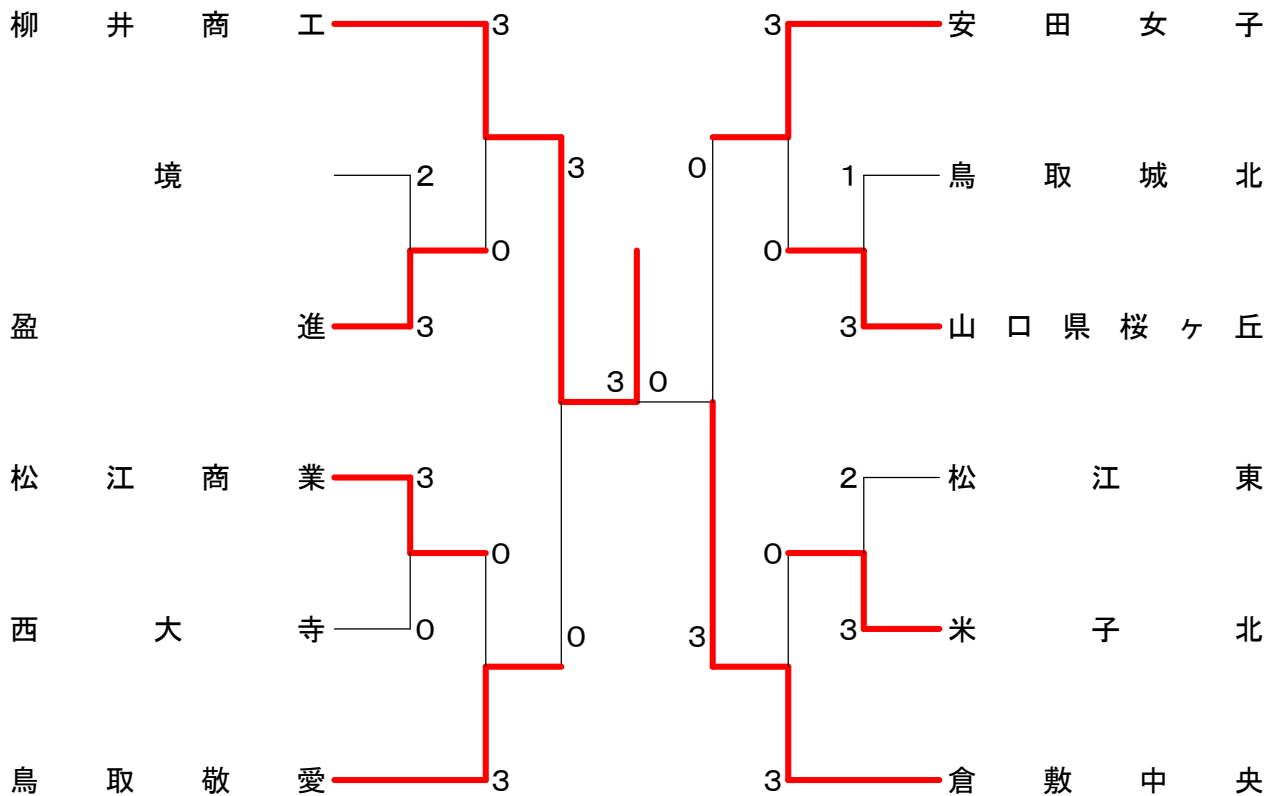 柳井商工 3 3 安田女子
3 0
境 2 1 鳥取城北
0 0
盈進 3 3 山口県桜ヶ丘
3 0
松江商業 3 2 松江東
0 0
西大寺 0 0 3 3 米子北
鳥取敬愛 3 3 倉敷中央